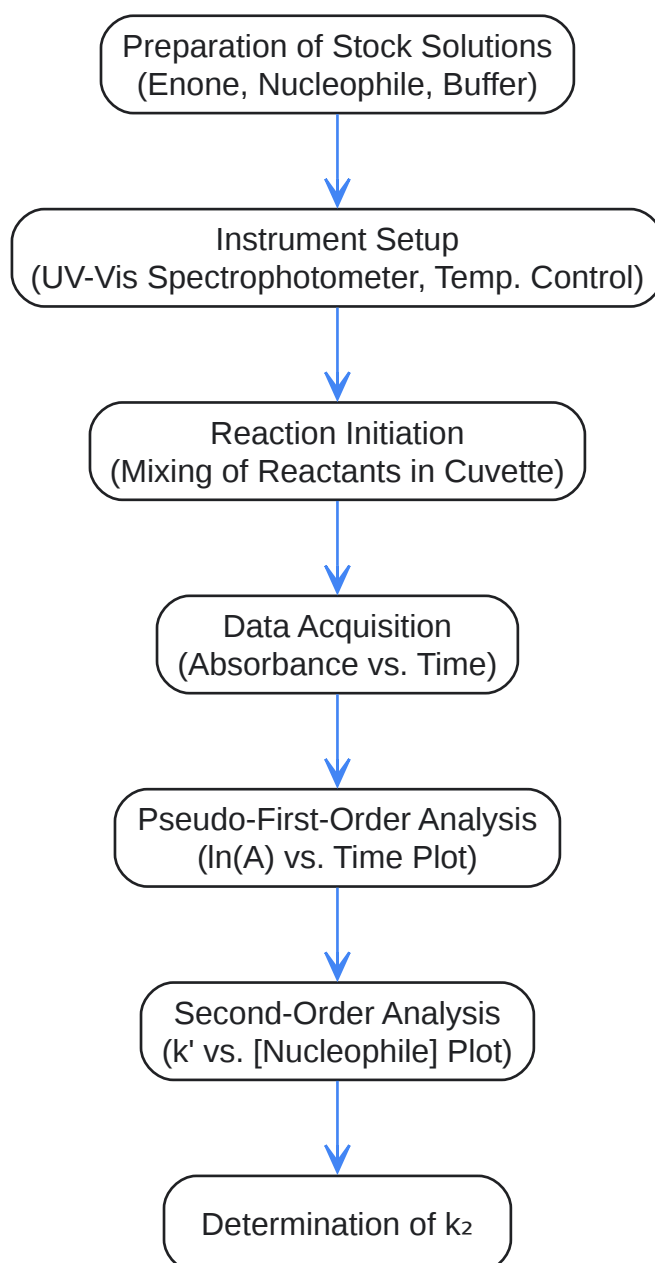 Preparation of Stock Solutions
(Enone, Nucleophile, Buffer)
Instrument Setup
(UV-Vis Spectrophotometer, Temp. Control)
Reaction Initiation
(Mixing of Reactants in Cuvette)
Data Acquisition
(Absorbance vs. Time)
Pseudo-First-Order Analysis
(ln(A) vs. Time Plot)
Second-Order Analysis
(k' vs. [Nucleophile] Plot)
Determination of k₂